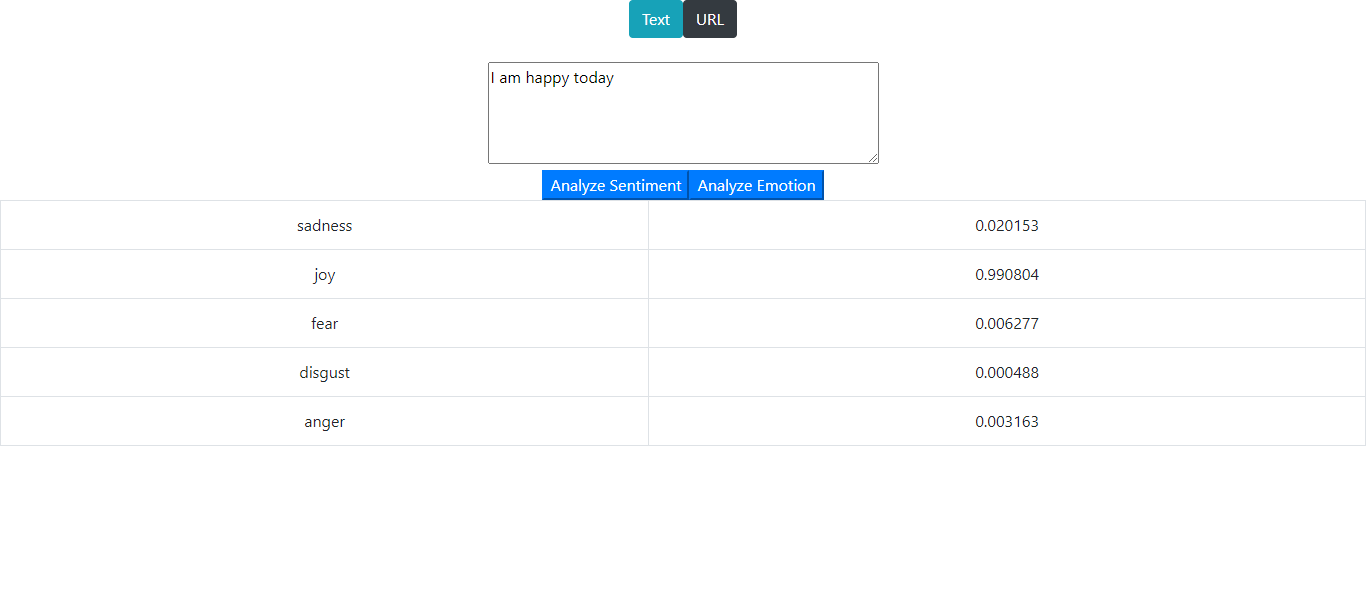 Text URL
I am happy today
Analyze Sentiment Analyze Emotion
sadness 0.020153
joy 0.990804
fear 0.006277
disgust 0.000488
anger 0.003163